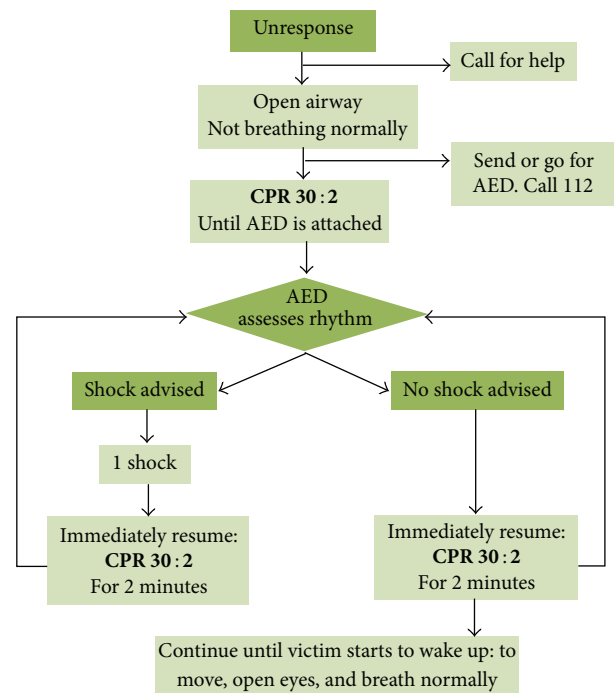 Unresponse
Call for help
Open airway
Not breathing normally
Send or go for
AED. Call 112
CPR 30 : 2
Until AED is attached
AED
assesses rhythm
Shock advised
No shock advised
1 shock
Immediately resume:
CPR 30 : 2
For 2 minutes
Immediately resume:
CPR 30 : 2
For 2 minutes
Continue until victim starts to wake up: to
move, open eyes, and breath normally